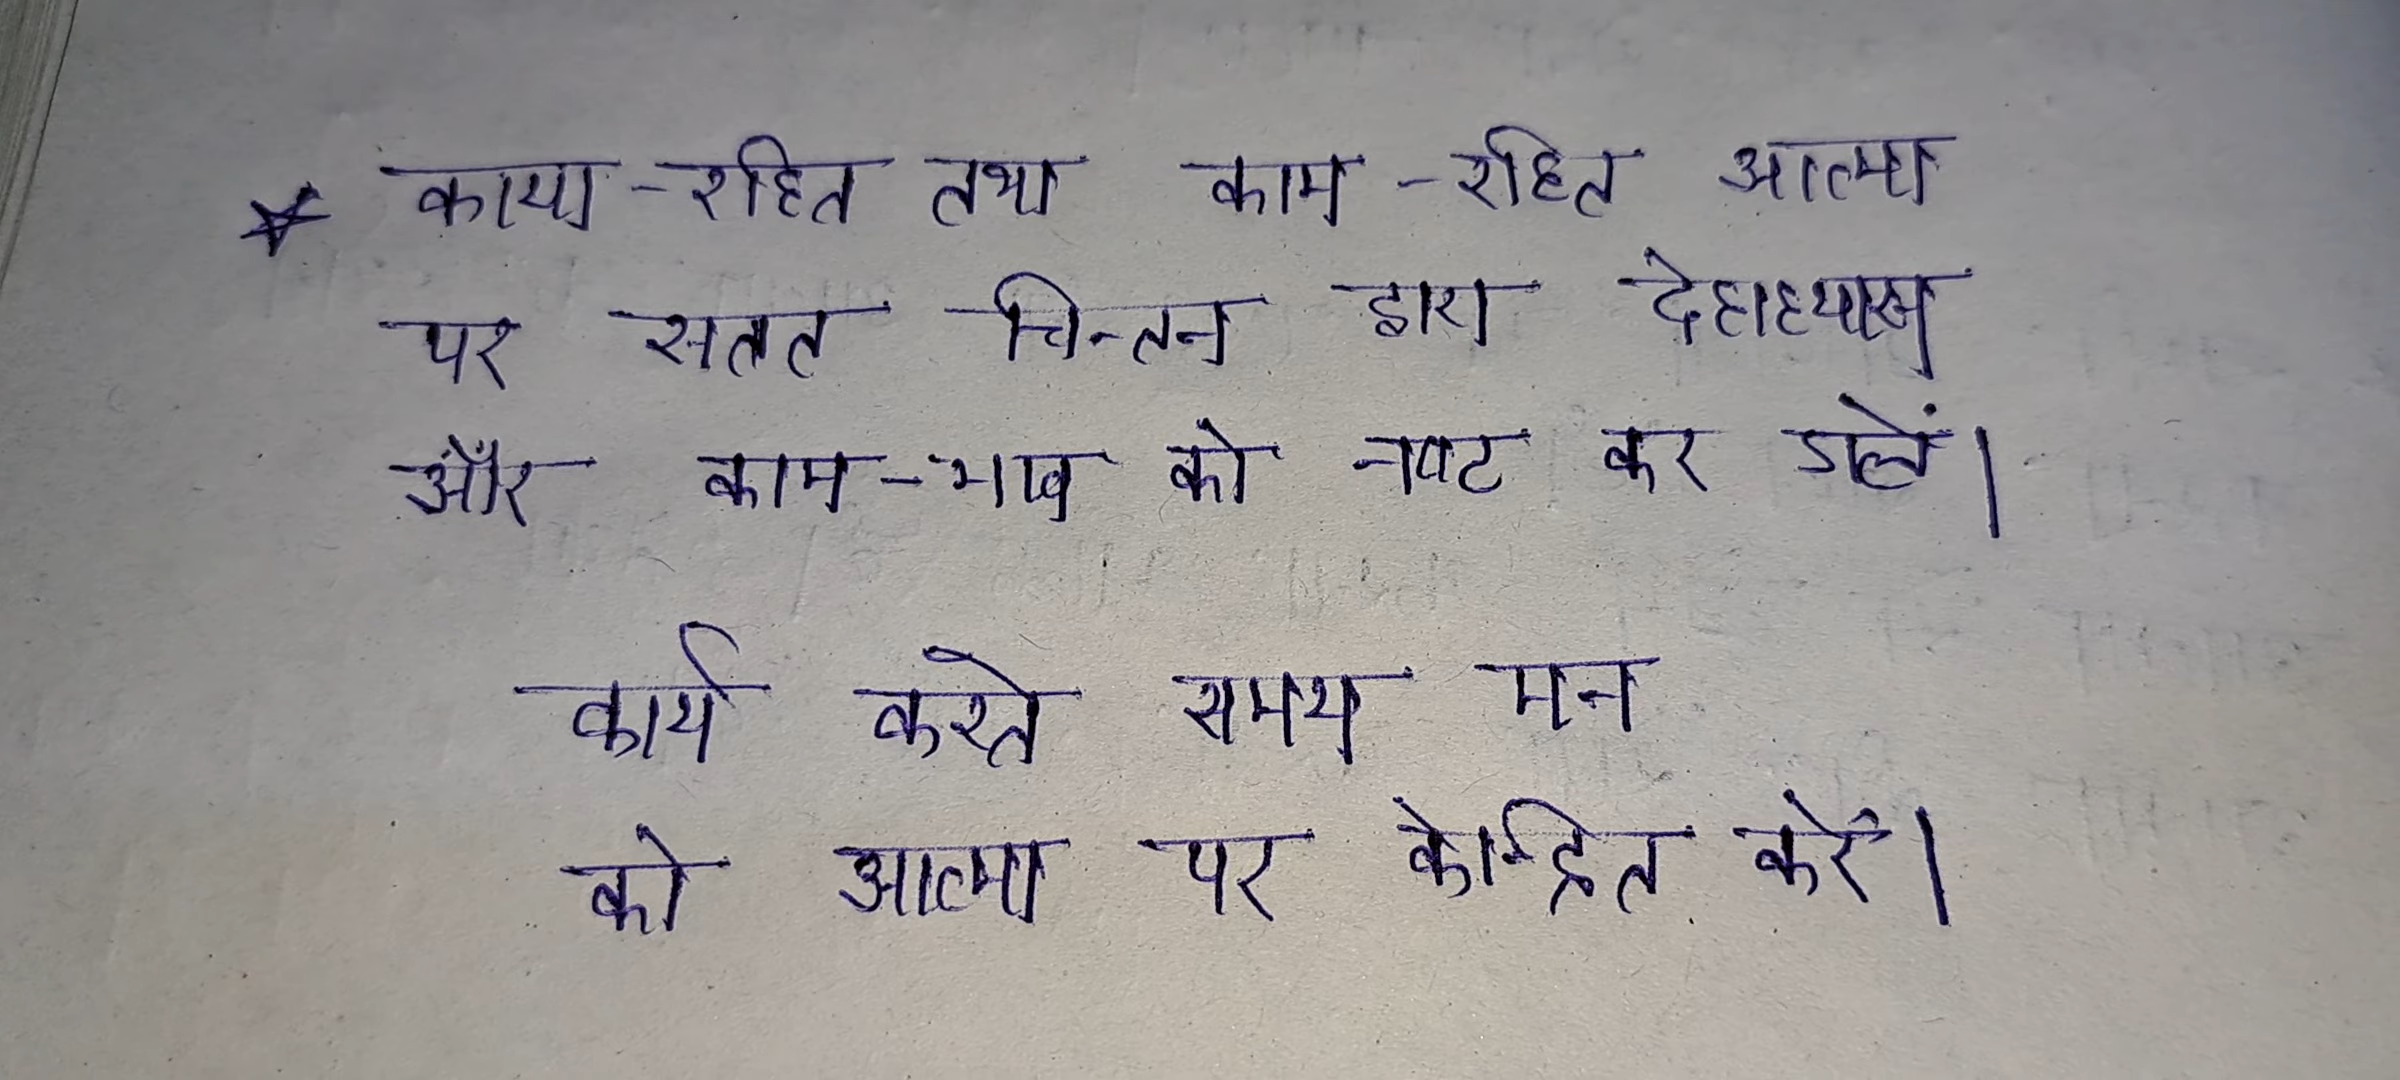 * काया-रहित तथा काम-रहित आत्मा
पर सतत चिन्तन द्वारा देहाध्यास
और काम-भाव को नष्ट कर डालें।
कार्य करते समय मन
को आत्मा पर केन्द्रित करें।